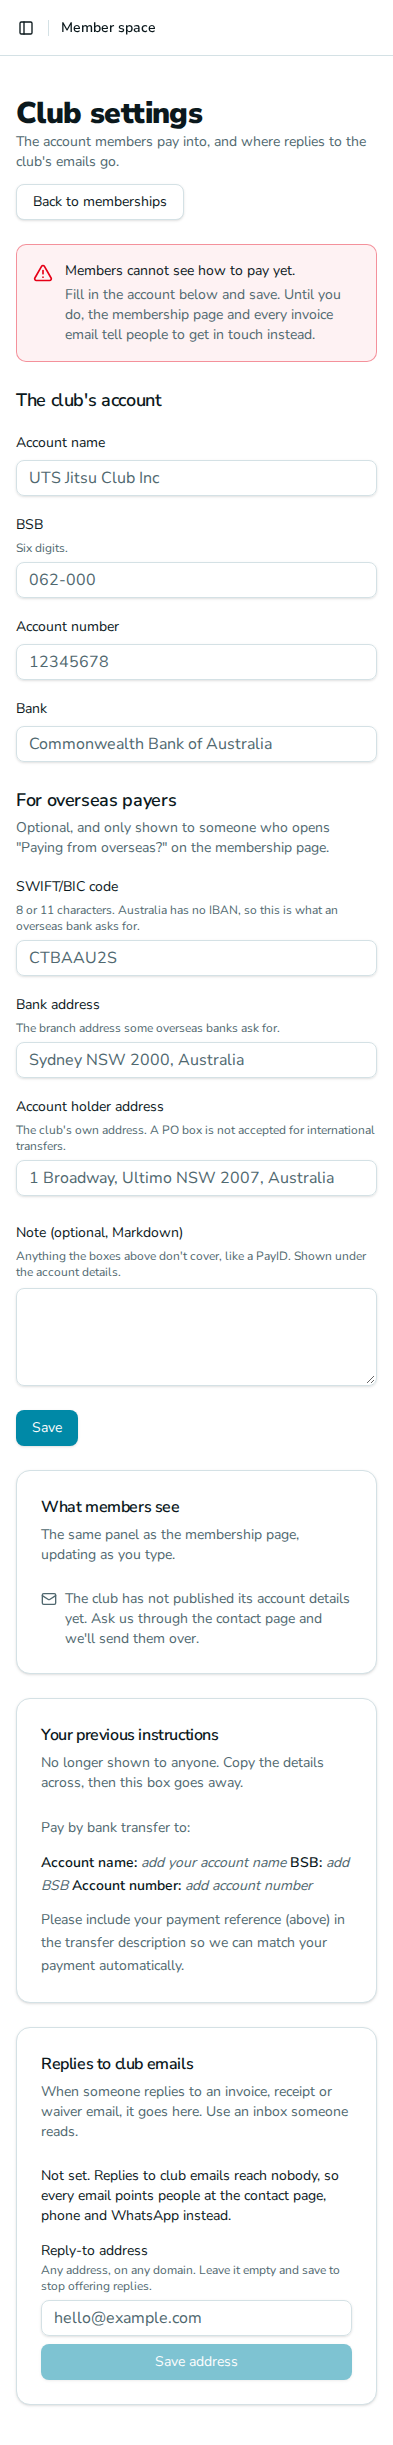 Member space
Club settings
The account members pay into, and where replies to the
club's emails go.
Back to memberships
Members cannot see how to pay yet.
Fill in the account below and save. Until you
do, the membership page and every invoice
email tell people to get in touch instead.
The club's account
Account name
UTS Jitsu Club Inc
BSB
Six digits.
062-000
Account number
12345678
Bank
Commonwealth Bank of Australia
For overseas payers
Optional, and only shown to someone who opens
"Paying from overseas?" on the membership page.
SWIFT/BIC code
8 or 11 characters. Australia has no IBAN, so this is what an
overseas bank asks for.
CTBAAU2S
Bank address
The branch address some overseas banks ask for.
Sydney NSW 2000, Australia
Account holder address
The club's own address. A PO box is not accepted for international
transfers.
1 Broadway, Ultimo NSW 2007, Australia
Note (optional, Markdown)
Anything the boxes above don't cover, like a PayID. Shown under
the account details.
Save
What members see
The same panel as the membership page,
updating as you type.
The club has not published its account details
yet. Ask us through the contact page and
we'll send them over.
Your previous instructions
No longer shown to anyone. Copy the details
across, then this box goes away.
Pay by bank transfer to:
Account name: add your account name BSB: add
BSB Account number: add account number
Please include your payment reference (above) in
the transfer description so we can match your
payment automatically.
Replies to club emails
When someone replies to an invoice, receipt or
waiver email, it goes here. Use an inbox someone
reads.
Not set. Replies to club emails reach nobody, so
every email points people at the contact page,
phone and WhatsApp instead.
Reply-to address
Any address, on any domain. Leave it empty and save to
stop offering replies.
hello@example.com
Save address